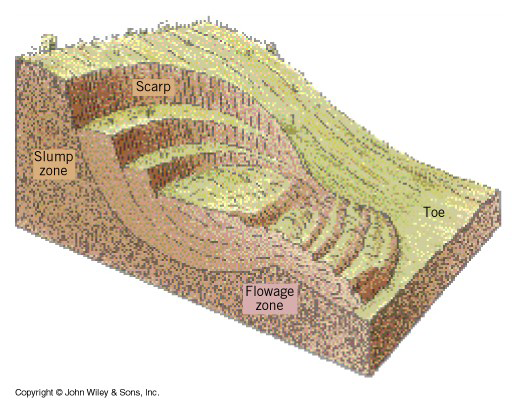 Scarp
Slump
zone
Toe
Flowage
zone
Copyright © John Wiley & Sons, Inc.